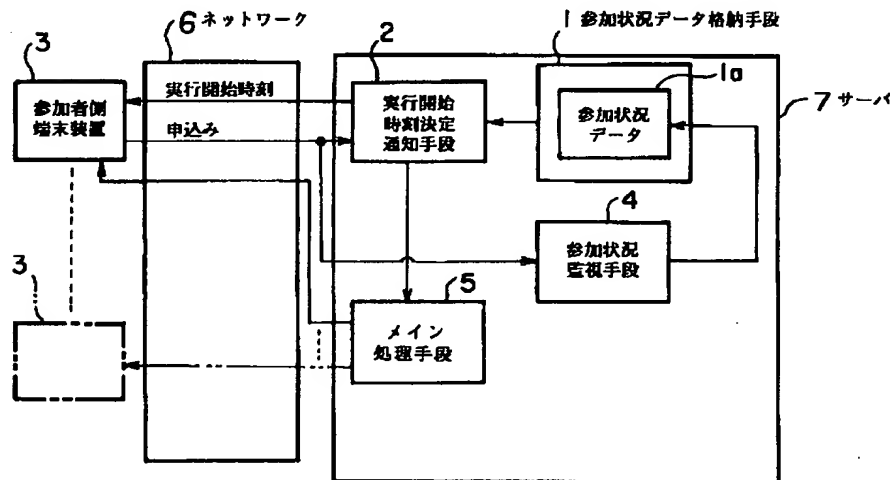 6 ネットワーク
1 参加状況データ格納手段
3
2
1a
実行開始時刻
参加者側
端末装置
実行開始
時刻決定
通知手段
参加状況
データ
7 サーバ
申込み
4
参加状況
監視手段
3
5
メイン
処理手段